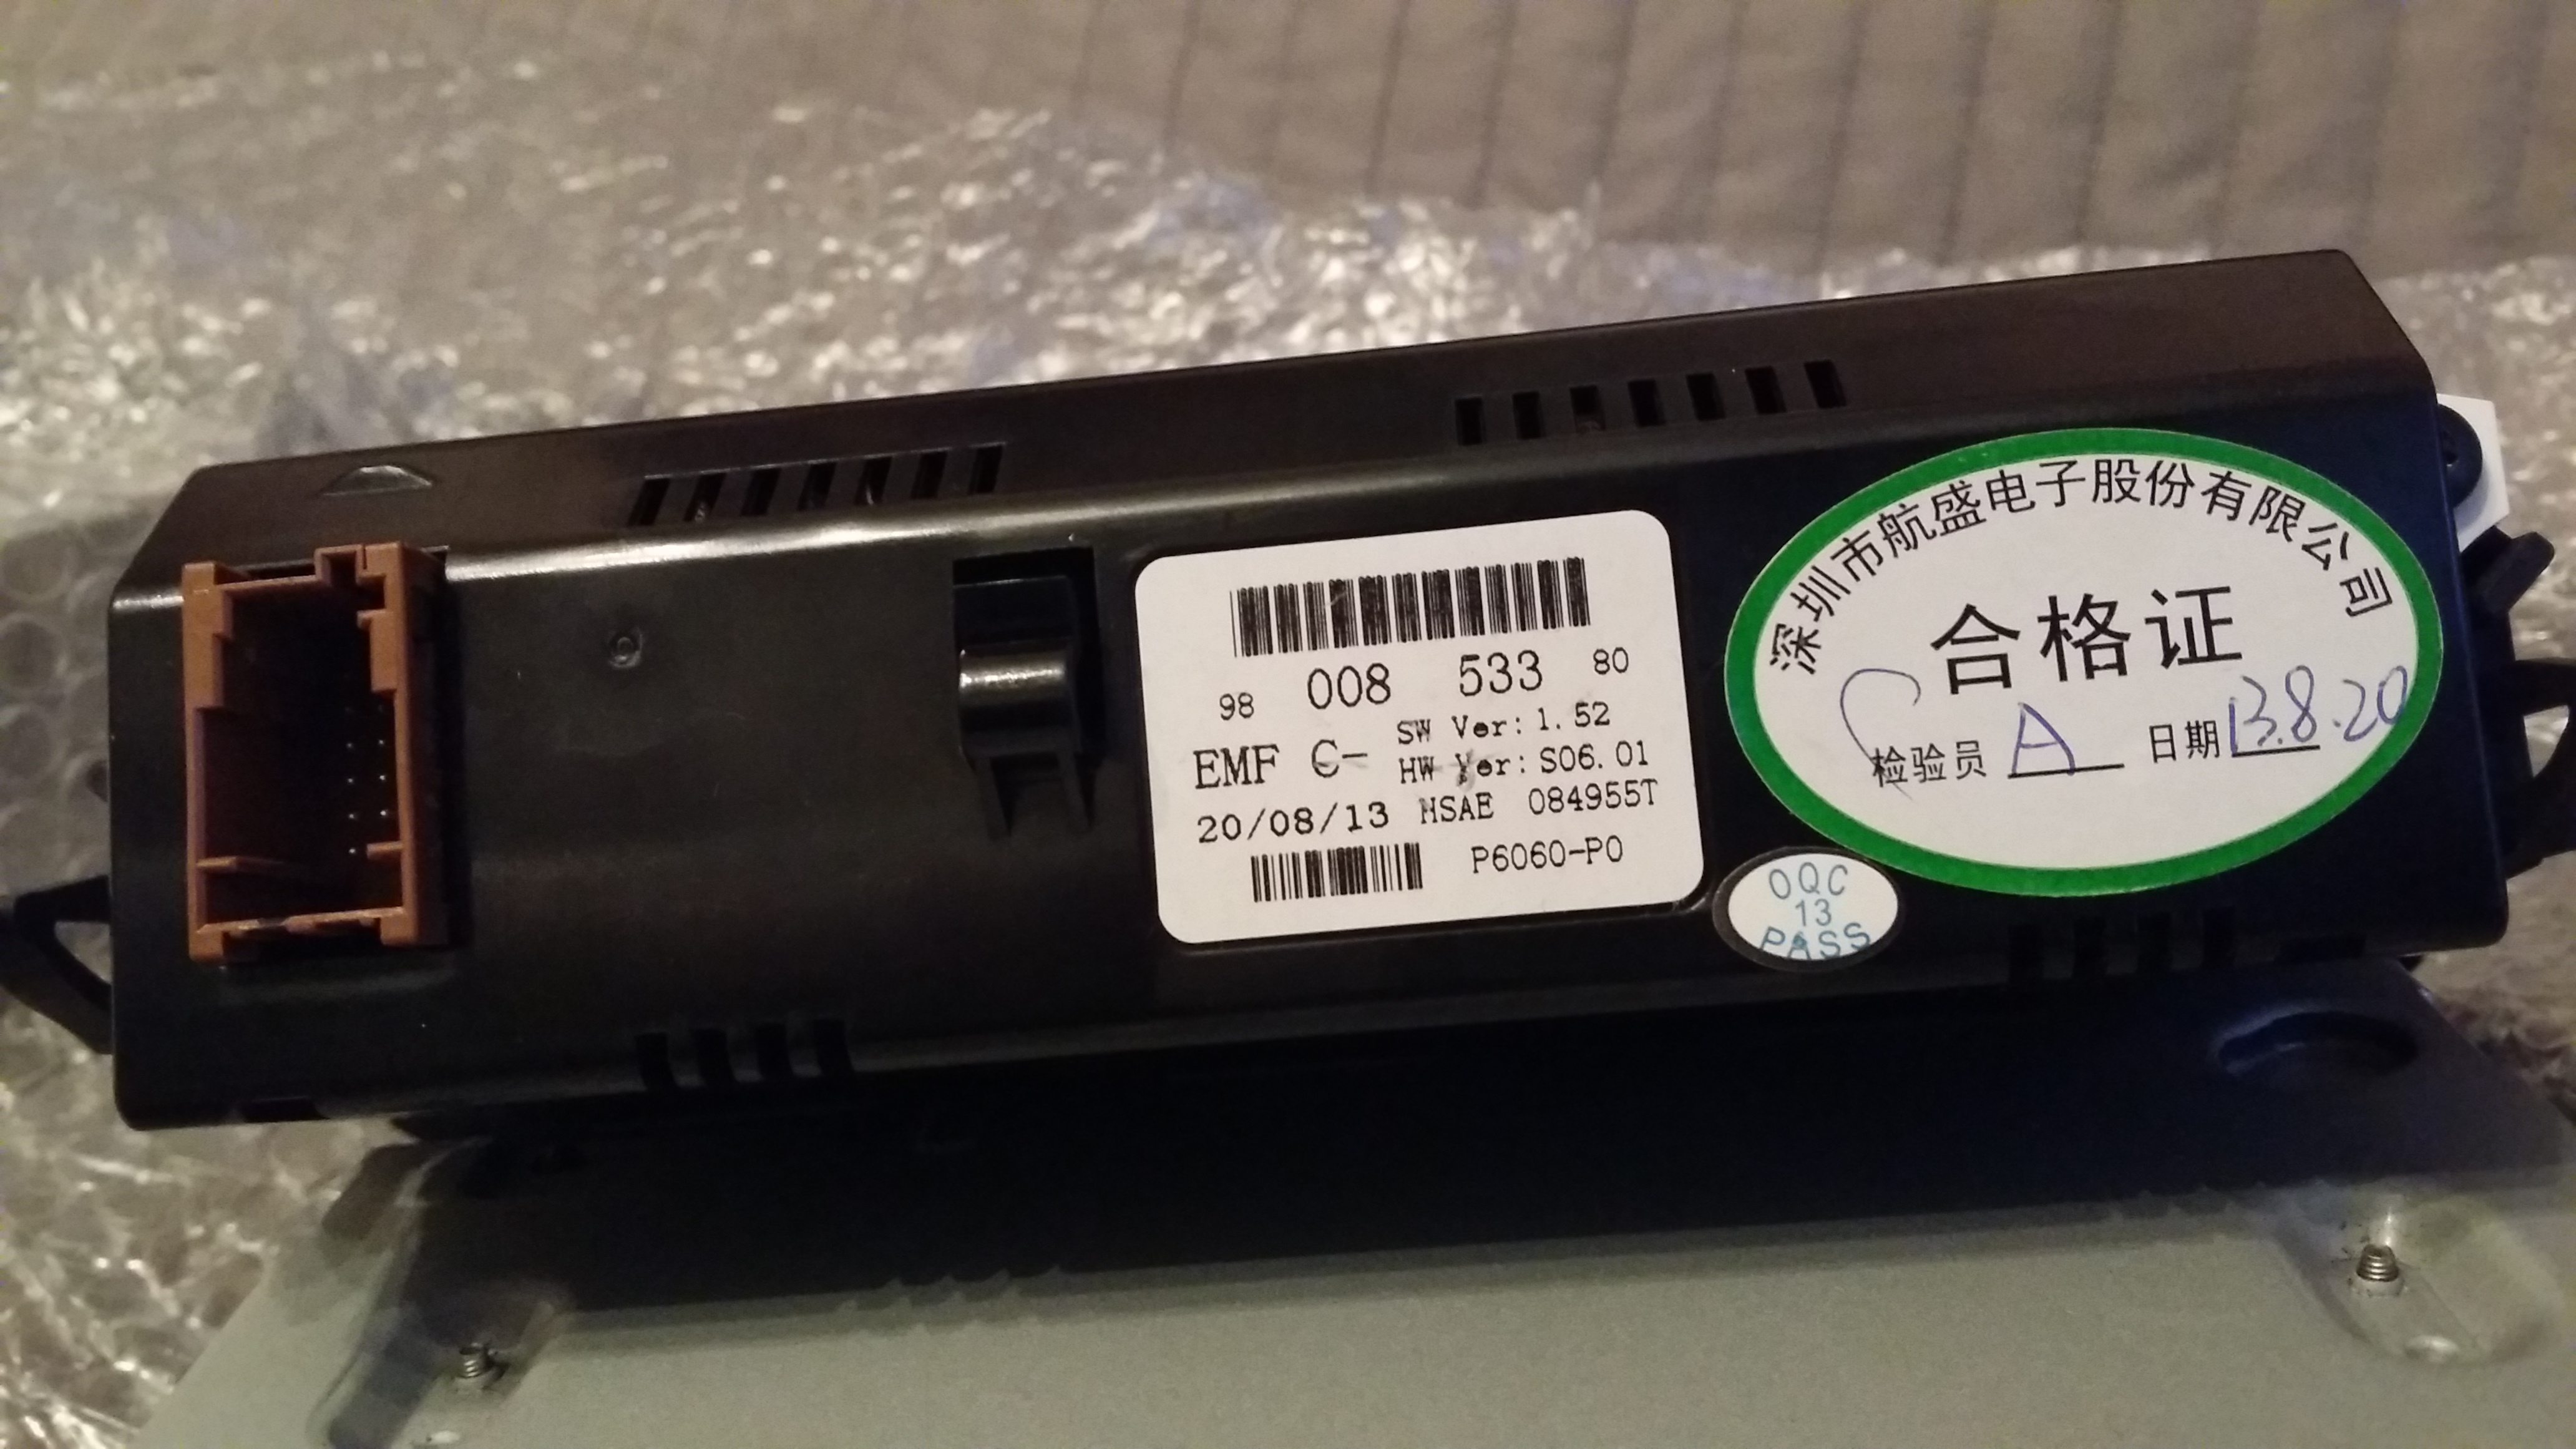 98 008 533 80
EMF C- SW Ver: 1.52
HW Ver: S06.01
20/08/13 HSAE 084955T
P6060-P0
深圳市航盛电子股份有限公司
合格证
检验员 A 日期 13.8.20
OQC
13
PASS